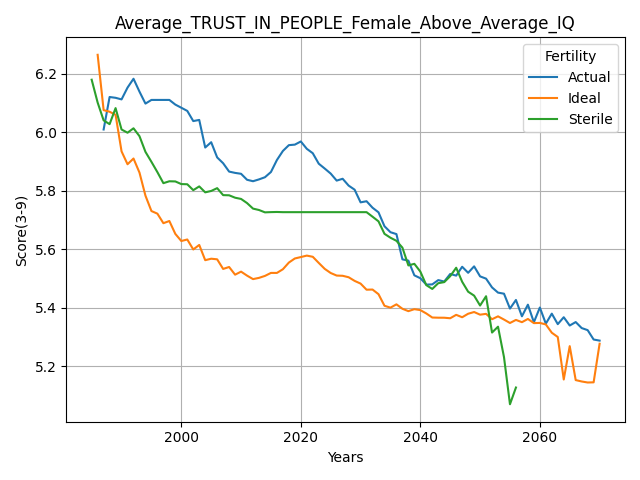 Average_TRUST_IN_PEOPLE_Female_Above_Average_IQ
Fertility
Actual
Ideal
Sterile
Score(3-9)
6.2
6.0
5.8
5.6
5.4
5.2
2000
2020
2040
2060
Years